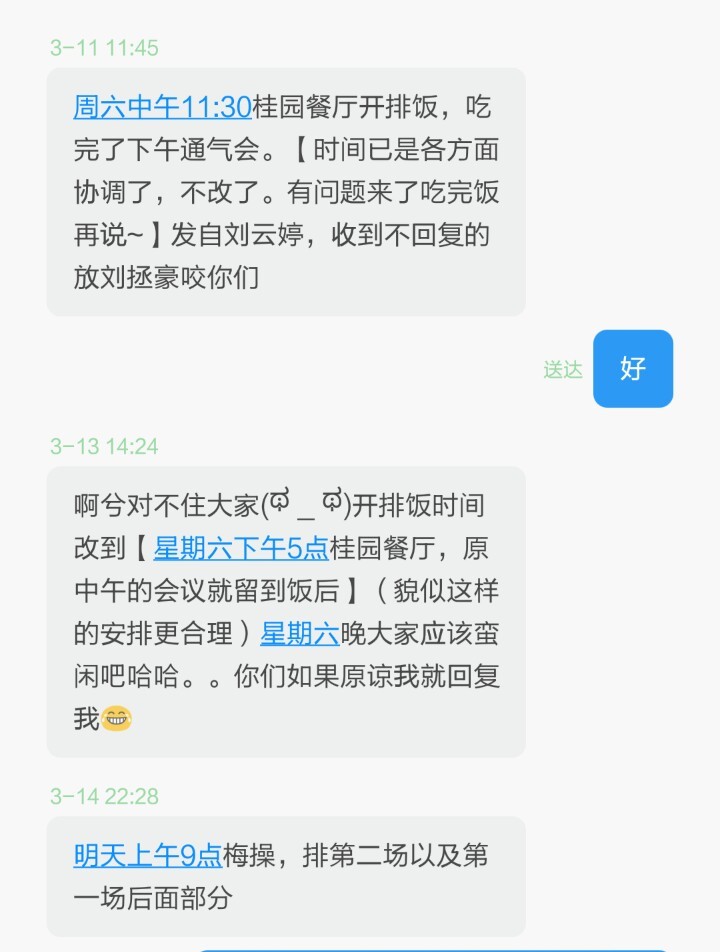 3-11 11:45
周六中午11:30桂园餐厅开排饭，吃
完了下午通气会。【时间已是各方面
协调了，不改了。有问题来了吃完饭
再说~】发自刘云婷，收到不回复的
放刘拯豪咬你们
送达 好
3-13 14:24
啊兮对不住大家(ಥ _ ಥ)开排饭时间
改到【星期六下午5点桂园餐厅，原
中午的会议就留到饭后】（貌似这样
的安排更合理）星期六晚大家应该蛮
闲吧哈哈。。你们如果原谅我就回复
我😁
3-14 22:28
明天上午9点梅操，排第二场以及第
一场后面部分